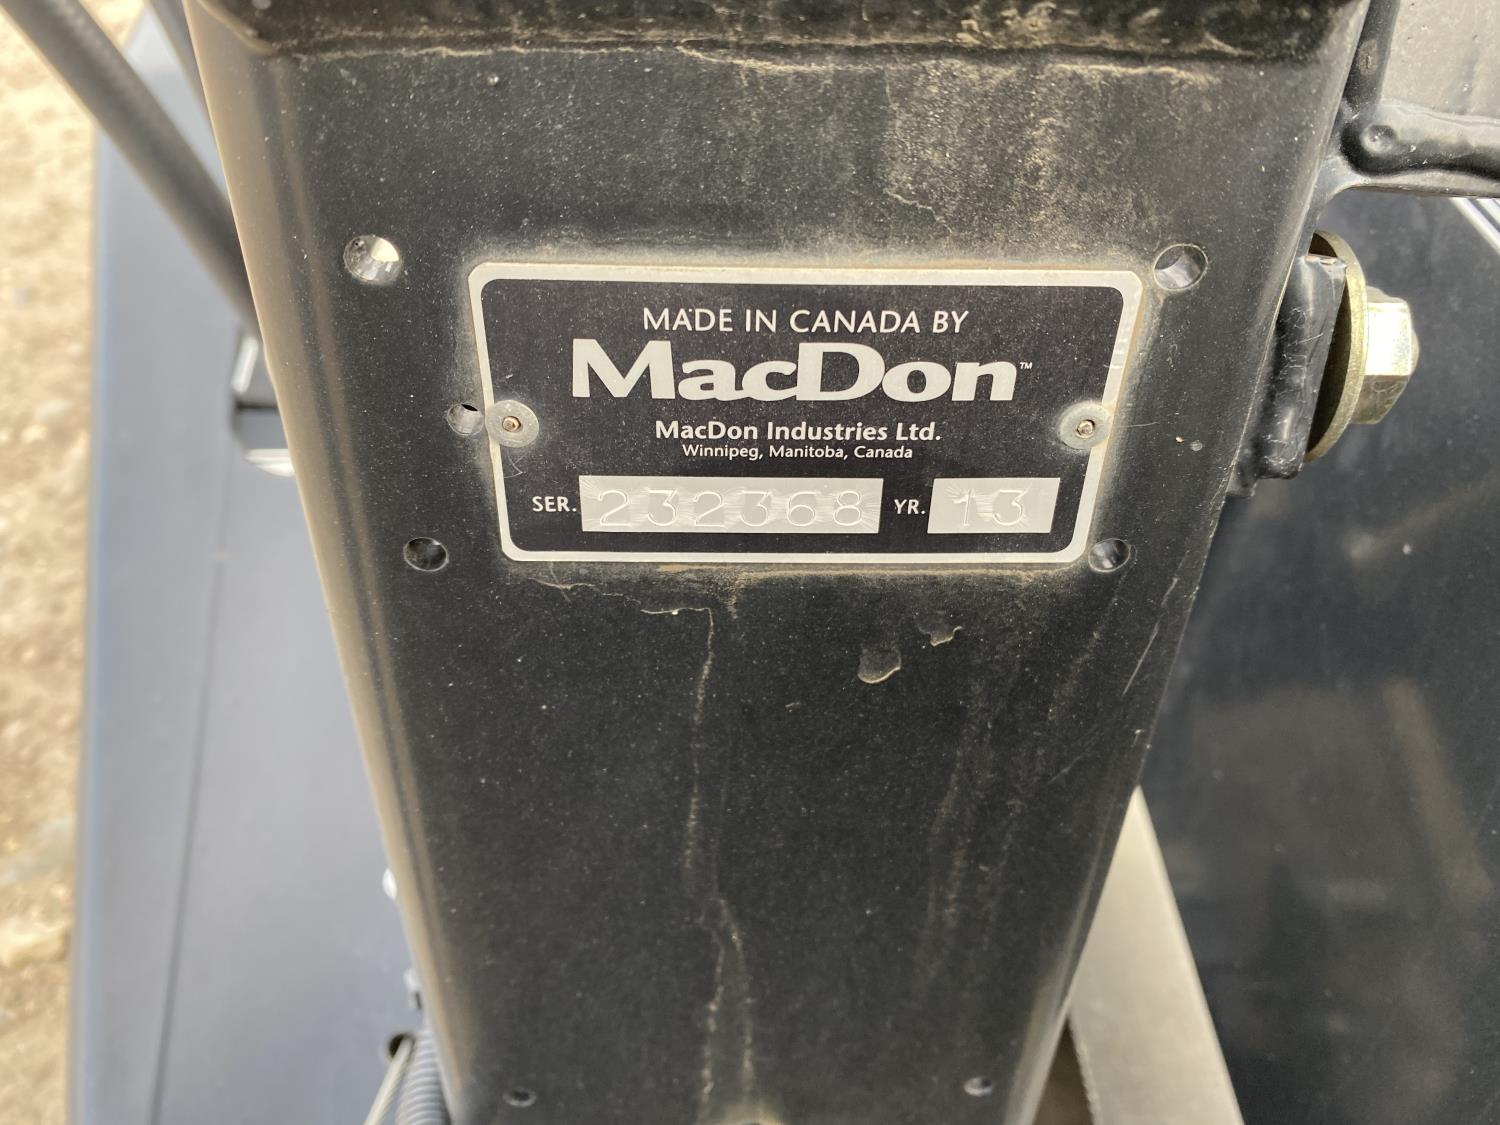 MADE IN CANADA BY
MacDon™
MacDon Industries Ltd.
Winnipeg, Manitoba, Canada
SER. 232368 YR. 13